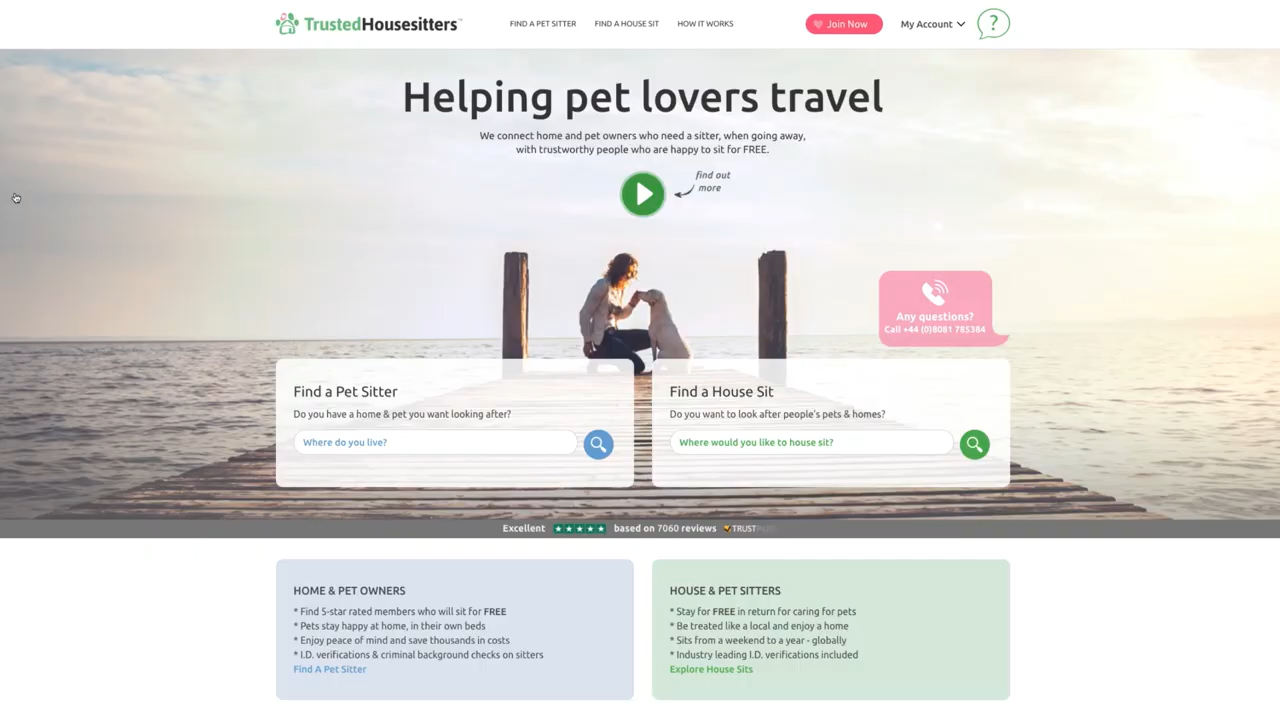 TrustedHousesitters™
FIND A PET SITTER
FIND A HOUSE SIT
HOW IT WORKS
Join Now
My Account
?
Helping pet lovers travel
We connect home and pet owners who need a sitter, when going away,
with trustworthy people who are happy to sit for FREE.
find out
more
Any questions?
Call +44 (0)8081 785384
Find a Pet Sitter
Do you have a home & pet you want looking after?
Where do you live?
Find a House Sit
Do you want to look after people's pets & homes?
Where would you like to house sit?
Excellent based on 7060 reviews
HOME & PET OWNERS
* Find 5-star rated members who will sit for FREE
* Pets stay happy at home, in their own beds
* Enjoy peace of mind and save thousands in costs
* I.D. verifications & criminal background checks on sitters
Find A Pet Sitter
HOUSE & PET SITTERS
* Stay for FREE in return for caring for pets
* Be treated like a local and enjoy a home
* Sits from a weekend to a year - globally
* Industry leading I.D. verifications included
Explore House Sits